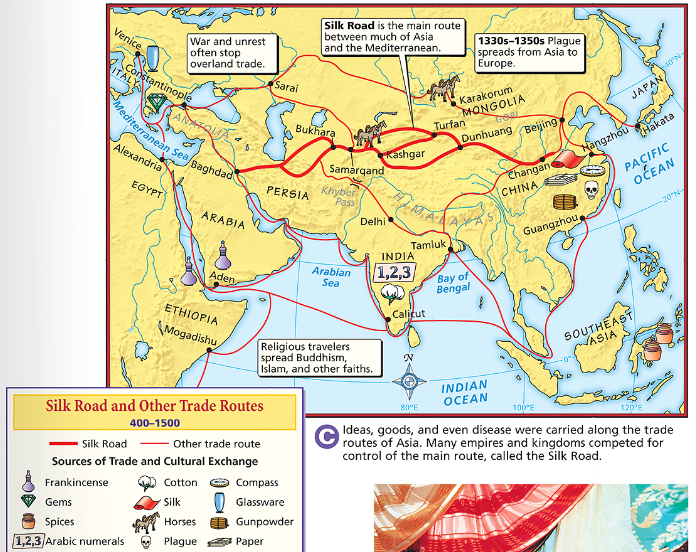 Venice
ITALY
Constantinople
War and unrest
often stop
overland trade.
Silk Road is the main route
between much of Asia
and the Mediterranean.
1330s–1350s Plague
spreads from Asia to
Europe.
Sarai
Karakorum
MONGOLIA
GOBI
JAPAN
Mediterranean Sea
ANATOLIA
Bukhara
Turfan
Dunhuang
Beijing
Hangzhou
Hakata
Alexandria
Baghdad
Samarqand
Kashgar
Changan
CHINA
PACIFIC
OCEAN
EGYPT
PERSIA
Khyber
Pass
HIMALAYAS
20°N
ARABIA
Delhi
Tamluk
Guangzhou
INDIA
1,2,3
Aden
Arabian
Sea
Bay of
Bengal
ETHIOPIA
Mogadishu
Calicut
SOUTHEAST
ASIA
Religious travelers
spread Buddhism,
Islam, and other faiths.
N
0°
INDIAN
OCEAN
80°E
100°E
120°E
Silk Road and Other Trade Routes
400–1500
Silk Road
Other trade route
Sources of Trade and Cultural Exchange
Frankincense
Cotton
Compass
Gems
Silk
Glassware
Spices
Horses
Gunpowder
1,2,3 Arabic numerals
Plague
Paper
C Ideas, goods, and even disease were carried along the trade
routes of Asia. Many empires and kingdoms competed for
control of the main route, called the Silk Road.